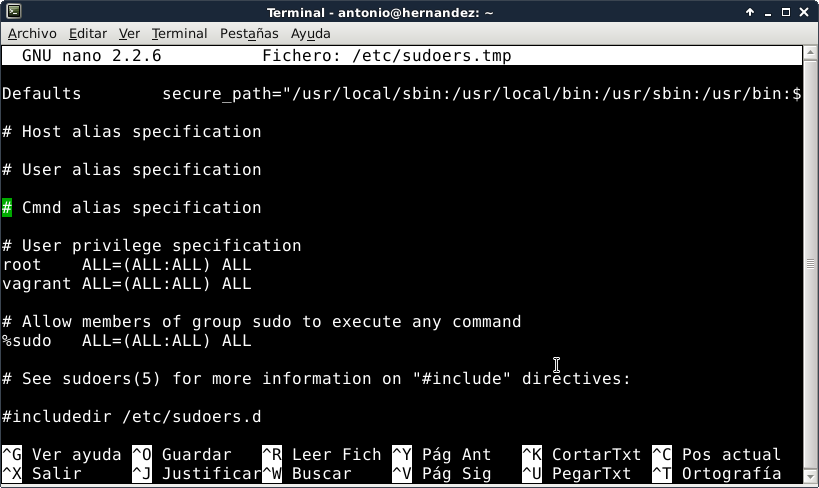 Terminal - antonio@hernandez: ~
Archivo Editar Ver Terminal Pestañas Ayuda
GNU nano 2.2.6 Fichero: /etc/sudoers.tmp
Defaults secure_path="/usr/local/sbin:/usr/local/bin:/usr/sbin:/usr/bin:$
# Host alias specification
# User alias specification
# Cmnd alias specification
# User privilege specification
root ALL=(ALL:ALL) ALL
vagrant ALL=(ALL:ALL) ALL
# Allow members of group sudo to execute any command
%sudo ALL=(ALL:ALL) ALL
# See sudoers(5) for more information on "#include" directives:
#includedir /etc/sudoers.d
^G Ver ayuda ^O Guardar ^R Leer Fich ^Y Pág Ant ^K CortarTxt ^C Pos actual
^X Salir ^J Justificar ^W Buscar ^V Pág Sig ^U PegarTxt ^T Ortografía